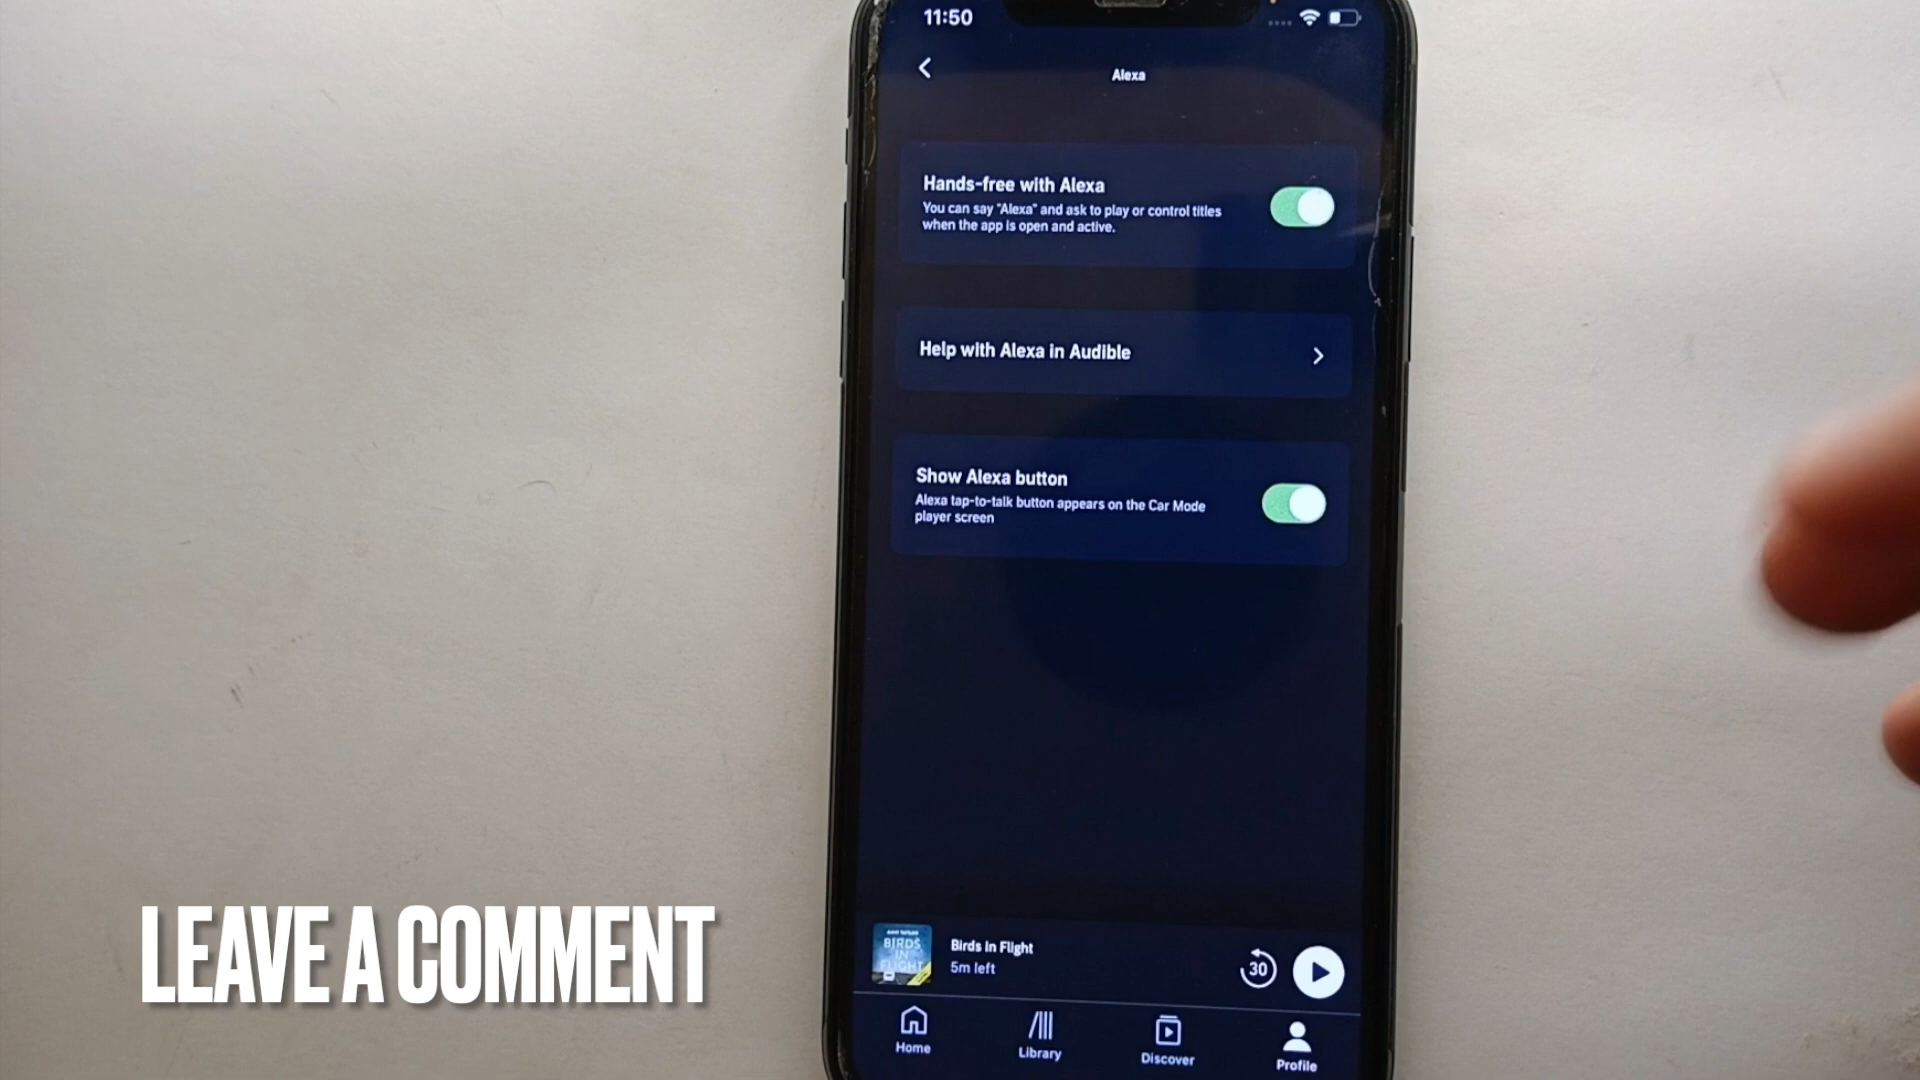 11:50
Alexa
Hands-free with Alexa
You can say "Alexa" and ask to play or control titles
when the app is open and active.
Help with Alexa in Audible
Show Alexa button
Alexa tap-to-talk button appears on the Car Mode
player screen
LEAVE A COMMENT
BIRDS
IN
FLIGHT
Birds in Flight
5m left
30
Home
Library
Discover
Profile